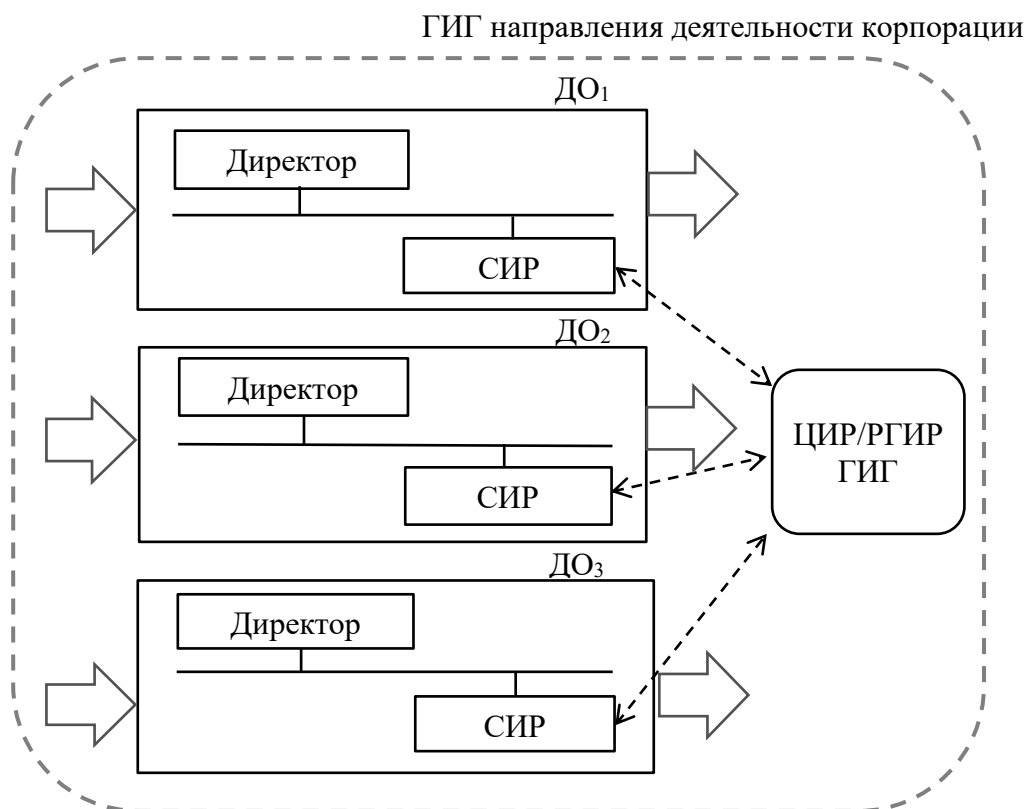 ГИГ направления деятельности корпорации
ДО₁
Директор
СИР
ДО₂
Директор
СИР
ЦИР/РГИР
ГИГ
ДО₃
Директор
СИР